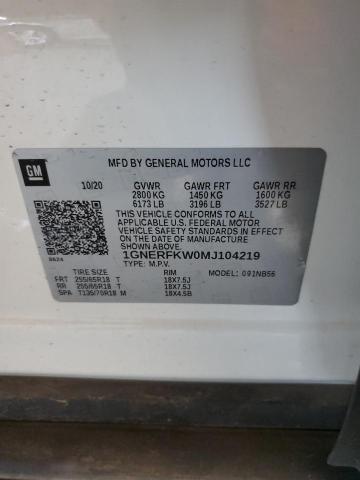 GM
MFD BY GENERAL MOTORS LLC
10/20 GVWR GAWR FRT GAWR RR
2800 KG 1450 KG 1600 KG
6173 LB 3196 LB 3527 LB
THIS VEHICLE CONFORMS TO ALL
APPLICABLE U.S. FEDERAL MOTOR
VEHICLE SAFETY STANDARDS IN
EFFECT ON THE DATE OF MANUFACTURE
SHOWN ABOVE.
1GNERFKW0MJ104219
TYPE: M.P.V.
8624
TIRE SIZE RIM MODEL: 091NB56
FRT 255/65R18 T 18X7.5J
RR 255/65R18 T 18X7.5J
SPA T135/70R18 M 18X4.5B